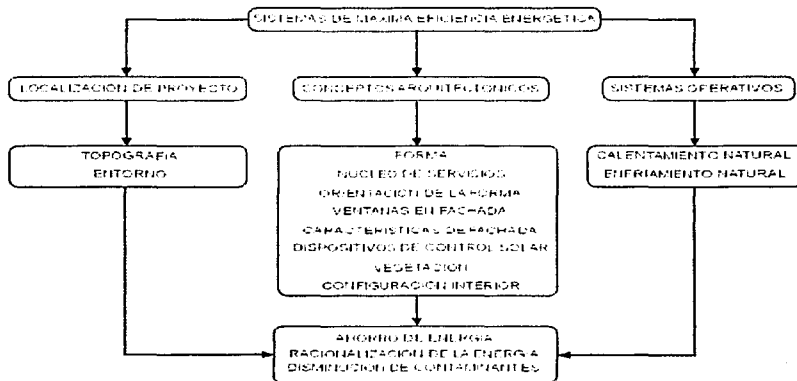 SISTEMAS DE MAXIMA EFICIENCIA ENERGETICA
LOCALIZACIÓN DE PROYECTO
CONCEPTOS ARQUITECTONICOS
SISTEMAS OPERATIVOS
TOPOGRAFIA
ENTORNO
FORMA
NUCLEO DE SERVICIOS
ORIENTACION DE LA FORMA
VENTANAS EN FACHADA
CARACTERISTICAS DE FACHADA
DISPOSITIVOS DE CONTROL SOLAR
VEGETACION
CONFIGURACION INTERIOR
CALENTAMIENTO NATURAL
ENFRIAMIENTO NATURAL
AHORRO DE ENERGIA
RACIONALIZACION DE LA ENERGIA
DISMINUCION DE CONTAMINANTES